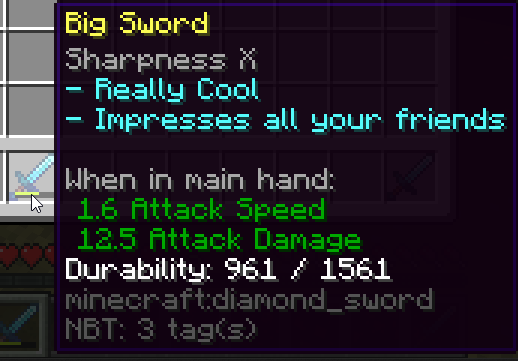 Big Sword
Sharpness X
- Really Cool
- Impresses all your friends
When in main hand:
1.6 Attack Speed
12.5 Attack Damage
Durability: 961 / 1561
minecraft:diamond_sword
NBT: 3 tag(s)